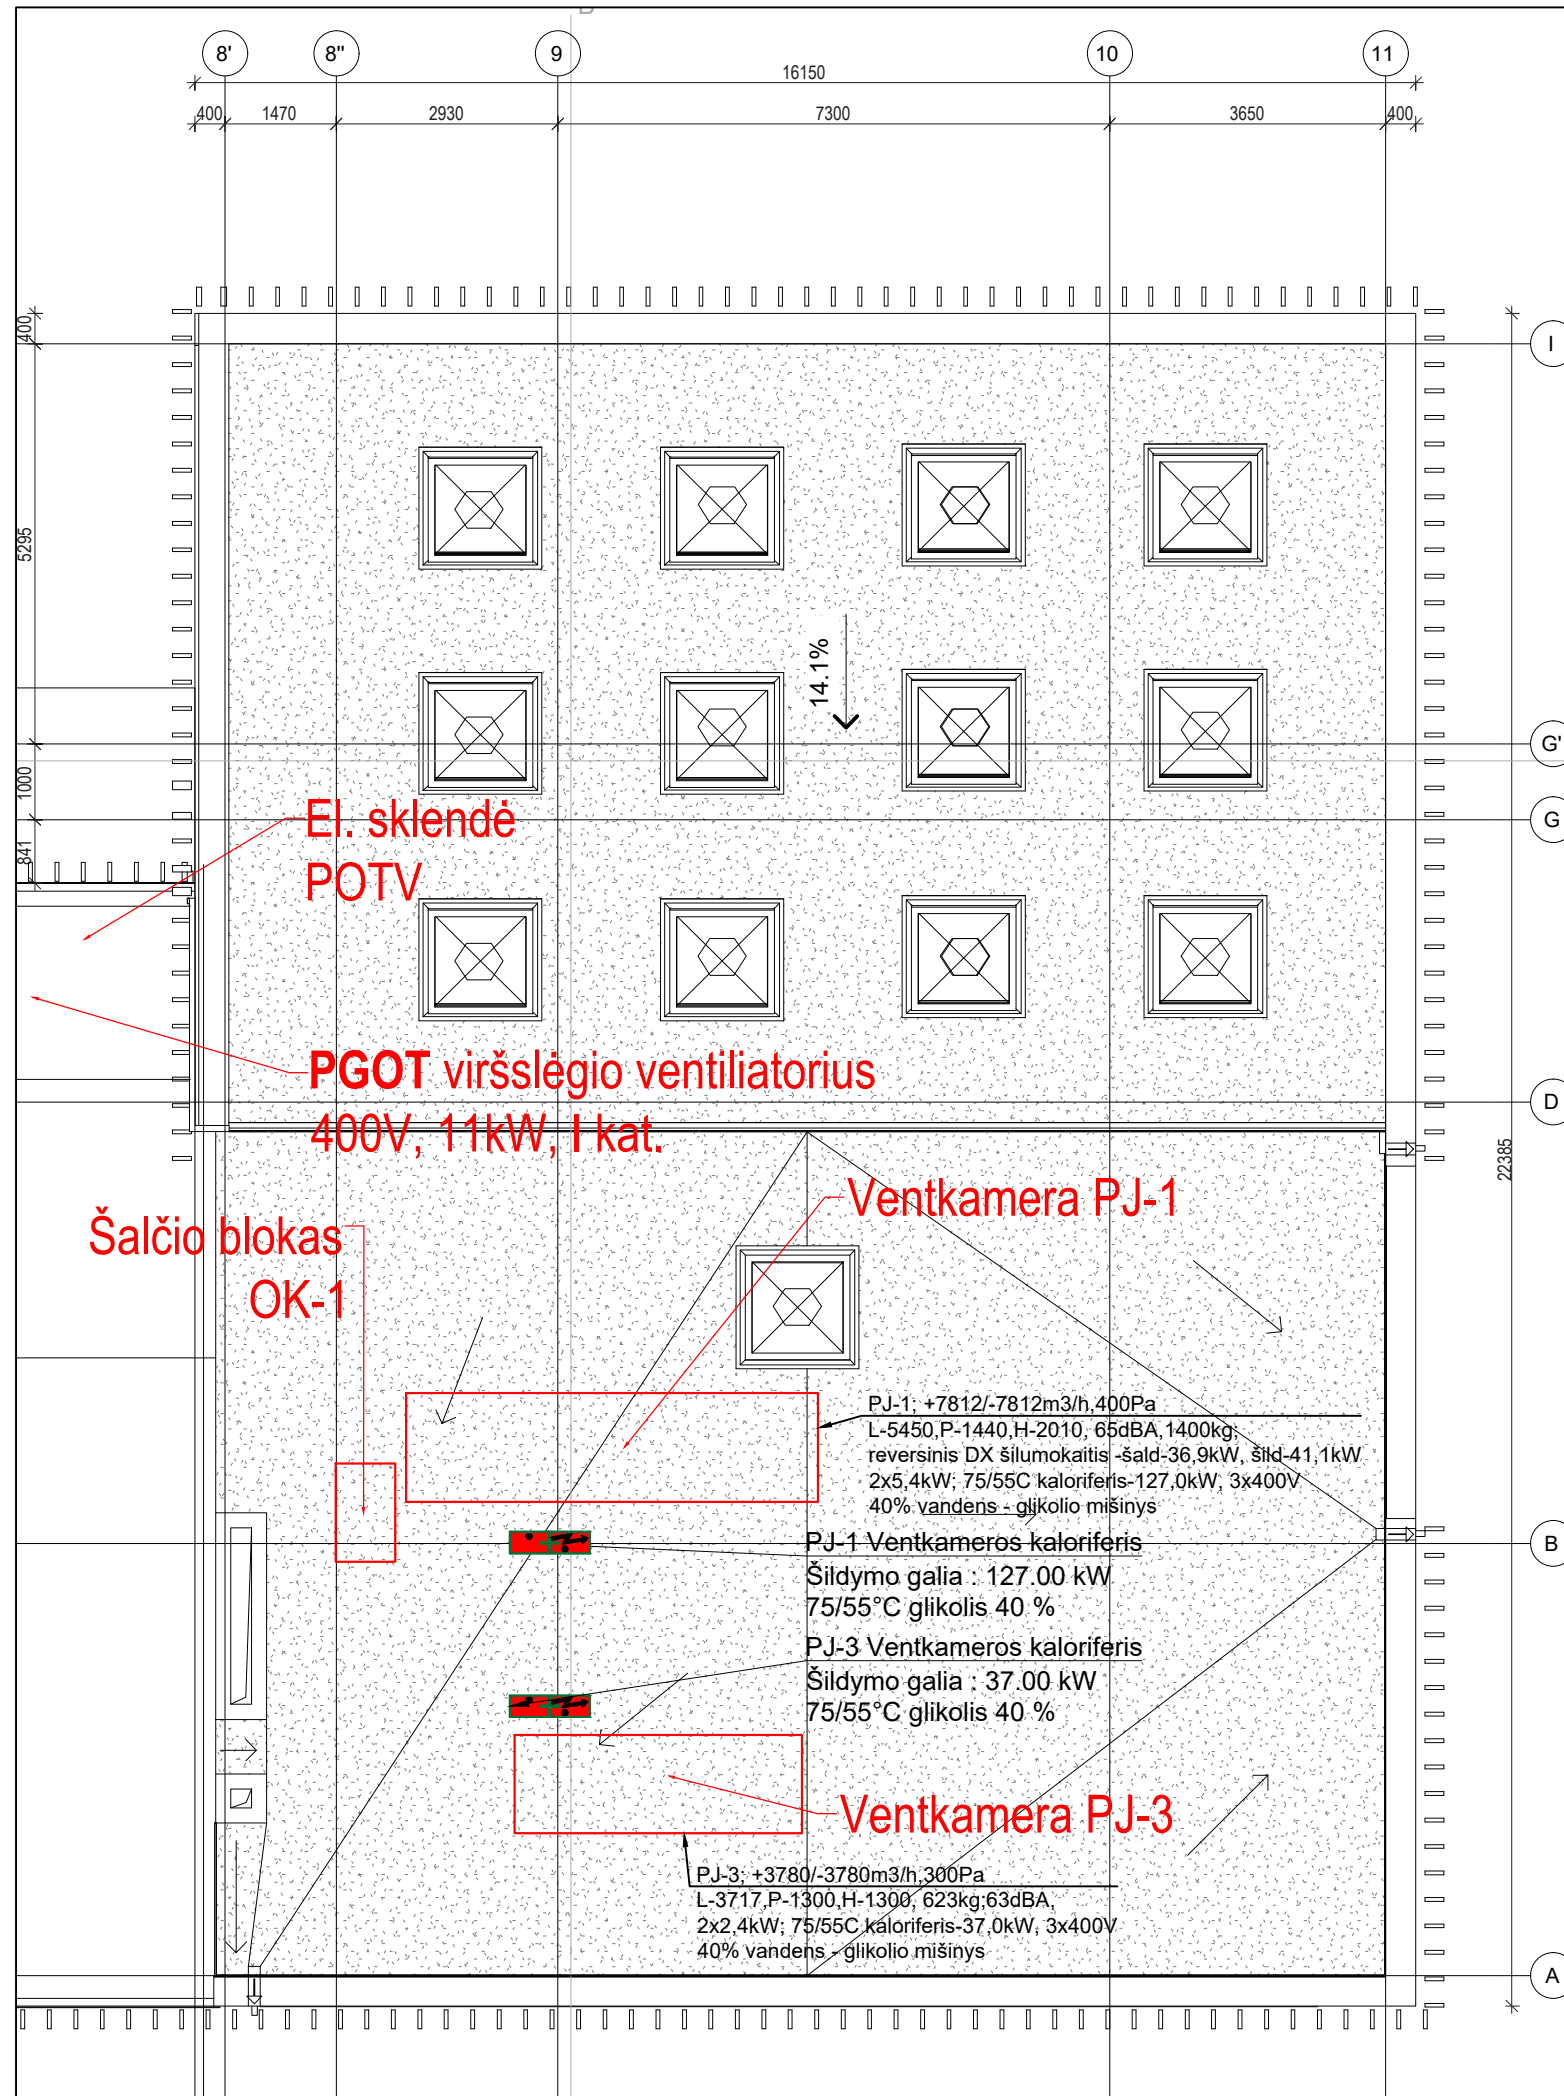 8' 8" 9 10 11
16150
400 1470 2930 7300 3650 400
400
I
5295
14.1%
G'
1000
El. sklendė
G
841
POTV
PGOT viršslėgio ventiliatorius
D
400V, 11kW, I kat.
22385
Ventkamera PJ-1
Šalčio blokas
OK-1
PJ-1; +7812/-7812m3/h,400Pa
L-5450,P-1440,H-2010, 65dBA,1400kg;
reversinis DX šilumokaitis -šald-36,9kW, šild-41,1kW
2x5,4kW; 75/55C kaloriferis-127,0kW, 3x400V
40% vandens - glikolio mišinys
PJ-1 Ventkameros kaloriferis
B
Šildymo galia : 127.00 kW
75/55°C glikolis 40 %
PJ-3 Ventkameros kaloriferis
Šildymo galia : 37.00 kW
75/55°C glikolis 40 %
Ventkamera PJ-3
PJ-3; +3780/-3780m3/h,300Pa
L-3717,P-1300,H-1300, 623kg;63dBA,
2x2,4kW; 75/55C kaloriferis-37,0kW, 3x400V
40% vandens - glikolio mišinys
A